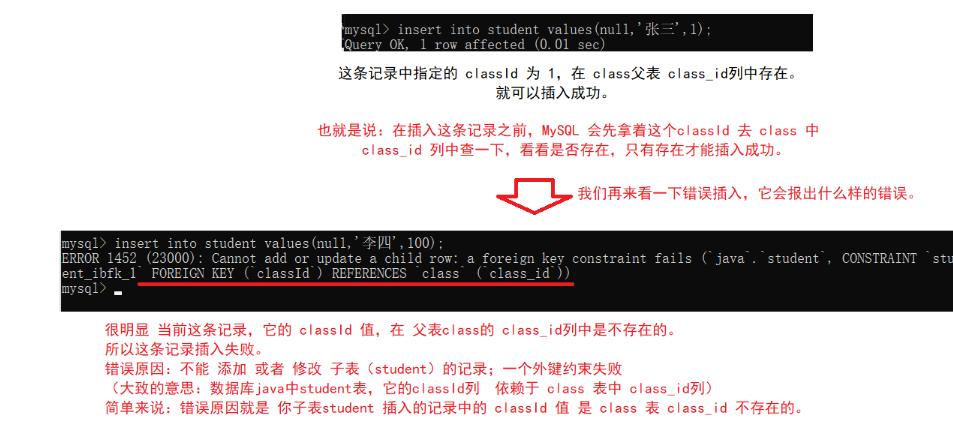 mysql> insert into student values(null,'张三',1);
Query OK, 1 row affected (0.01 sec)
这条记录中指定的 classId 为 1，在 class父表 class_id列中存在。
就可以插入成功。
也就是说：在插入这条记录之前，MySQL 会先拿着这个classId 去 class 中
class_id 列中查一下，看看是否存在，只有存在才能插入成功。
我们再来看一下错误插入，它会报出什么样的错误。
mysql> insert into student values(null,'李四',100);
ERROR 1452 (23000): Cannot add or update a child row: a foreign key constraint fails (`java`.`student`, CONSTRAINT `stu
ent_ibfk_1` FOREIGN KEY (`classId`) REFERENCES `class` (`class_id`))
mysql>
很明显 当前这条记录，它的 classId 值，在 父表class的 class_id列中是不存在的。
所以这条记录插入失败。
错误原因：不能 添加 或者 修改 子表（student）的记录；一个外键约束失败
（大致的意思：数据库java中student表，它的classId列 依赖于 class 表中 class_id列）
简单来说：错误原因就是 你子表student 插入的记录中的 classId 值 是 class 表 class_id 不存在的。